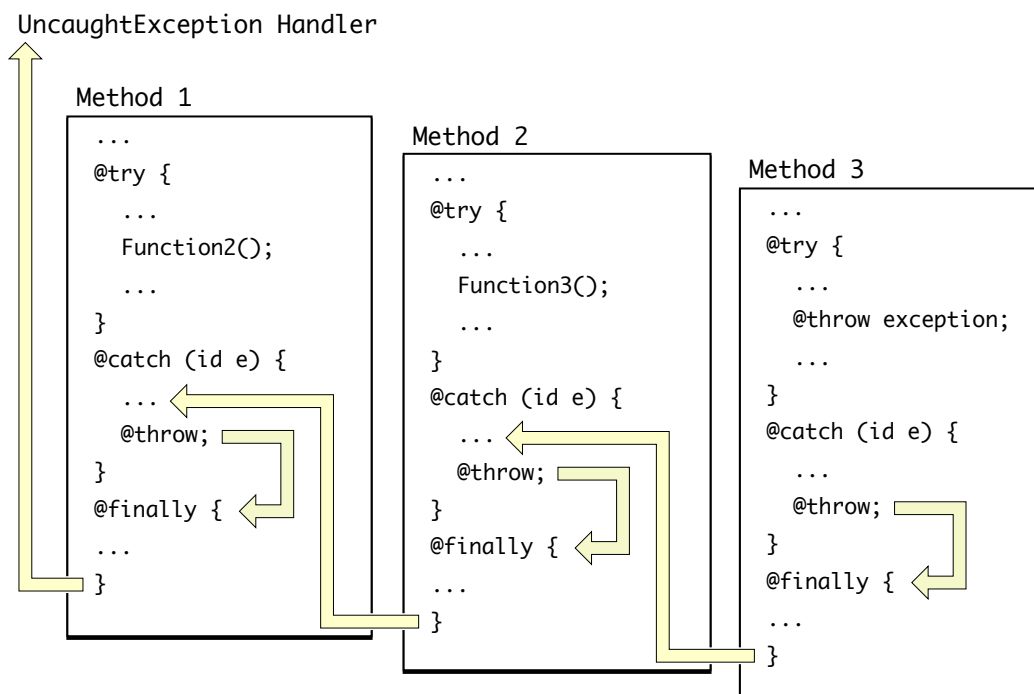 UncaughtException Handler
Method 1
...
@try {
...
Function2();
...
}
@catch (id e) {
...
@throw;
}
@finally {
...
}
Method 2
...
@try {
...
Function3();
...
}
@catch (id e) {
...
@throw;
}
@finally {
...
}
Method 3
...
@try {
...
@throw exception;
...
}
@catch (id e) {
...
@throw;
}
@finally {
...
}